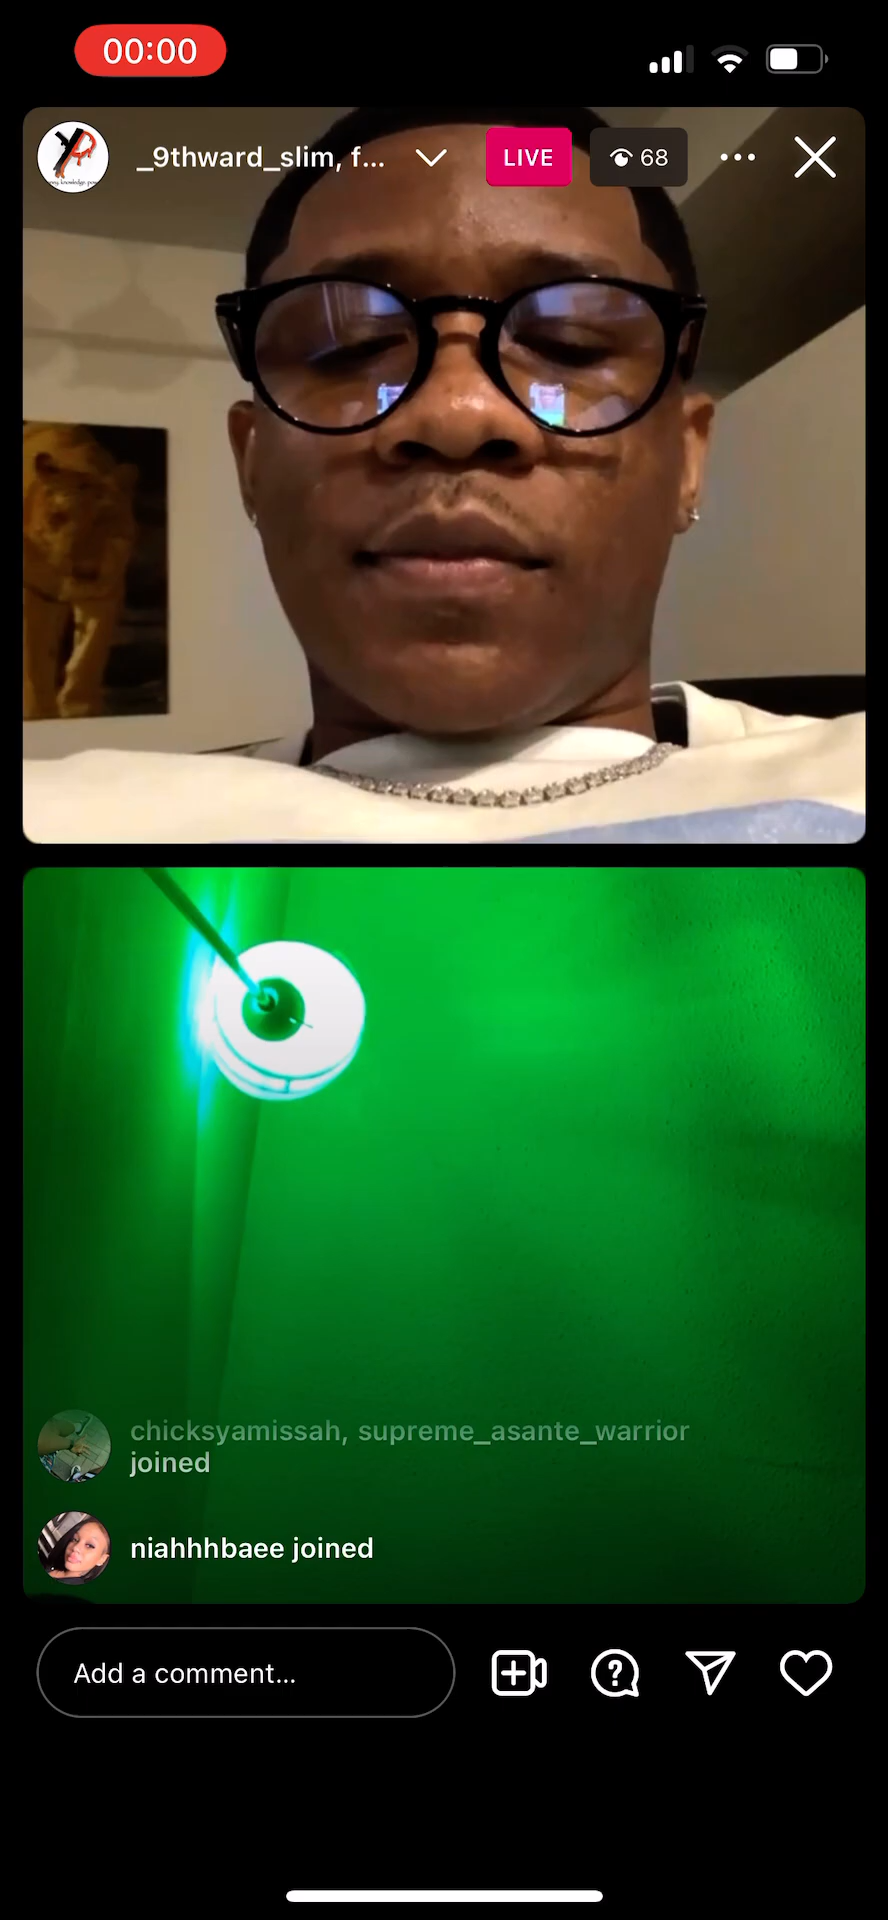 00:00
_9thward_slim, f...
LIVE
68
chicksyamissah, supreme_asante_warrior
joined
niahhhbaee joined
Add a comment...